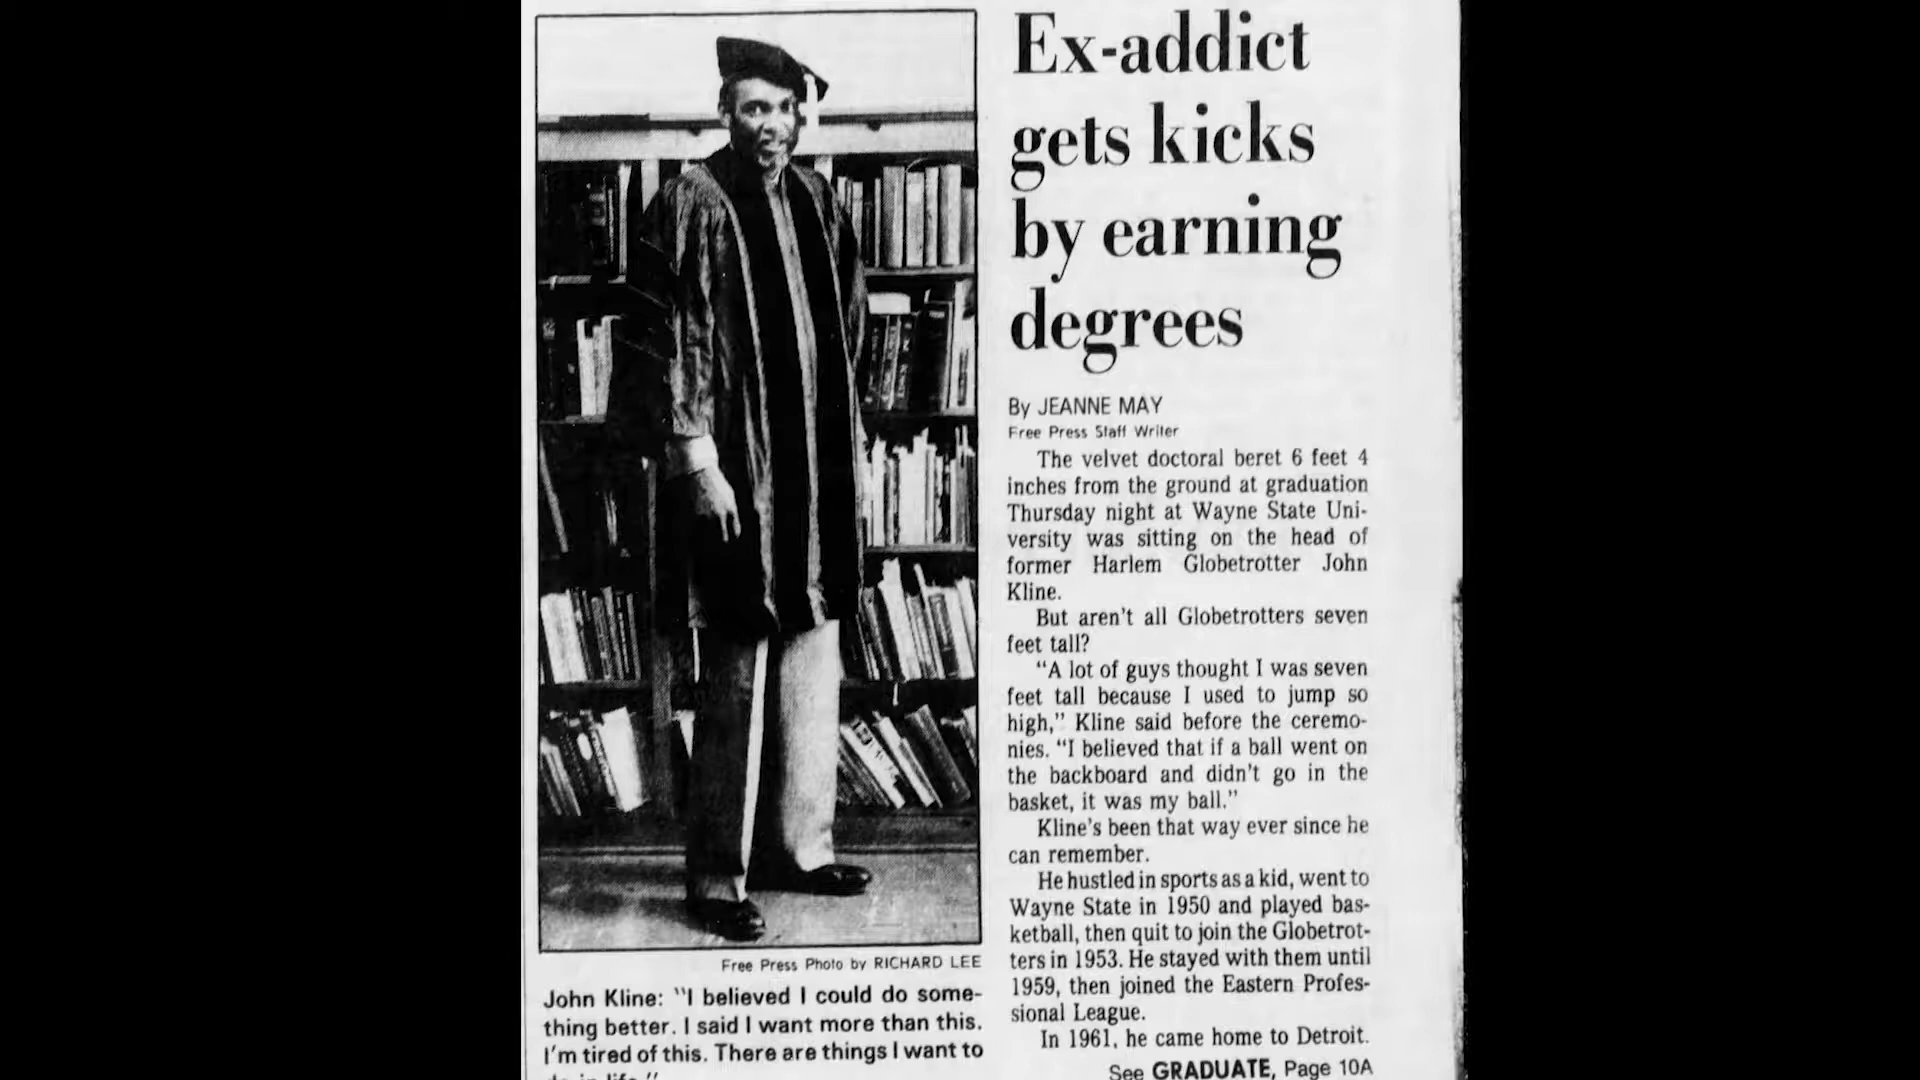 Ex-addict
gets kicks
by earning
degrees
By JEANNE MAY
Free Press Staff Writer
The velvet doctoral beret 6 feet 4
inches from the ground at graduation
Thursday night at Wayne State Uni-
versity was sitting on the head of
former Harlem Globetrotter John
Kline.
But aren't all Globetrotters seven
feet tall?
"A lot of guys thought I was seven
feet tall because I used to jump so
high," Kline said before the ceremo-
nies. "I believed that if a ball went on
the backboard and didn't go in the
basket, it was my ball."
Kline's been that way ever since he
can remember.
He hustled in sports as a kid, went to
Wayne State in 1950 and played bas-
ketball, then quit to join the Globetrot-
ters in 1953. He stayed with them until
1959, then joined the Eastern Profes-
sional League.
In 1961, he came home to Detroit.
See GRADUATE, Page 10A
Free Press Photo by RICHARD LEE
John Kline: "I believed I could do some-
thing better. I said I want more than this.
I'm tired of this. There are things I want to